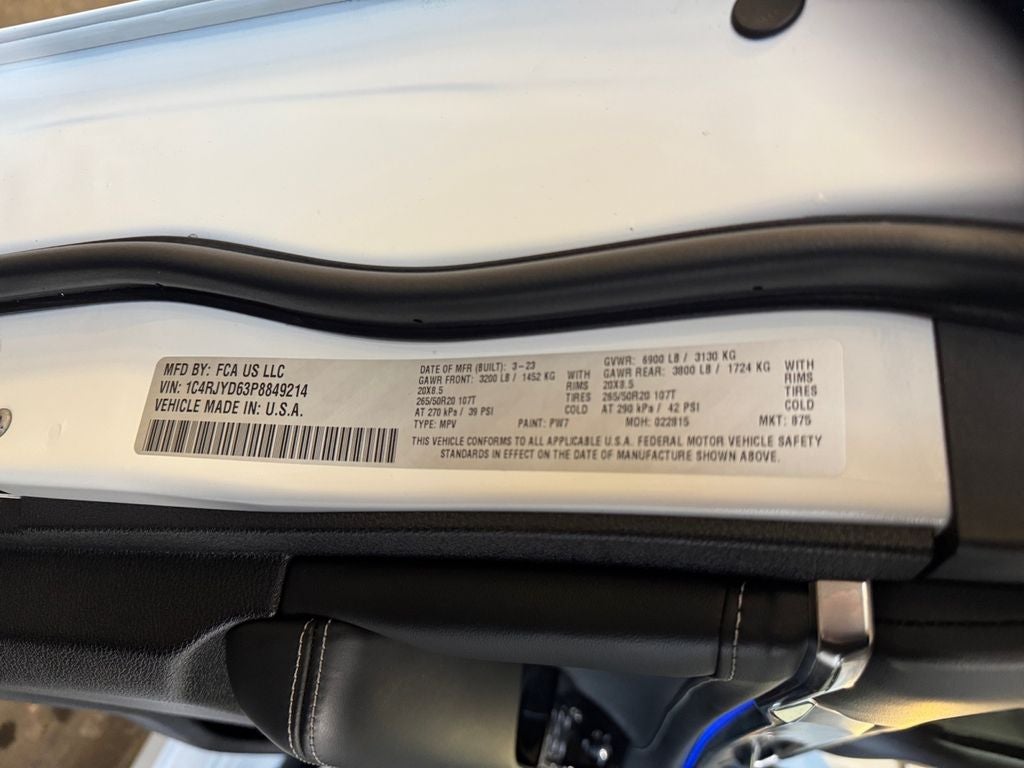 MFD BY: FCA US LLC
VIN: 1C4RJYD63P8849214
VEHICLE MADE IN: U.S.A.
DATE OF MFR (BUILT): 3-23
GAWR FRONT: 3200 LB / 1452 KG WITH
20X8.5 RIMS
265/50R20 107T TIRES
AT 270 kPa / 39 PSI COLD
TYPE: MPV PAINT: PW7
GVWR: 6900 LB / 3130 KG
GAWR REAR: 3800 LB / 1724 KG WITH
20X8.5 RIMS
265/50R20 107T TIRES
AT 290 kPa / 42 PSI COLD
MDH: 022815 MKT: 875
THIS VEHICLE CONFORMS TO ALL APPLICABLE U.S.A. FEDERAL MOTOR VEHICLE SAFETY
STANDARDS IN EFFECT ON THE DATE OF MANUFACTURE SHOWN ABOVE.